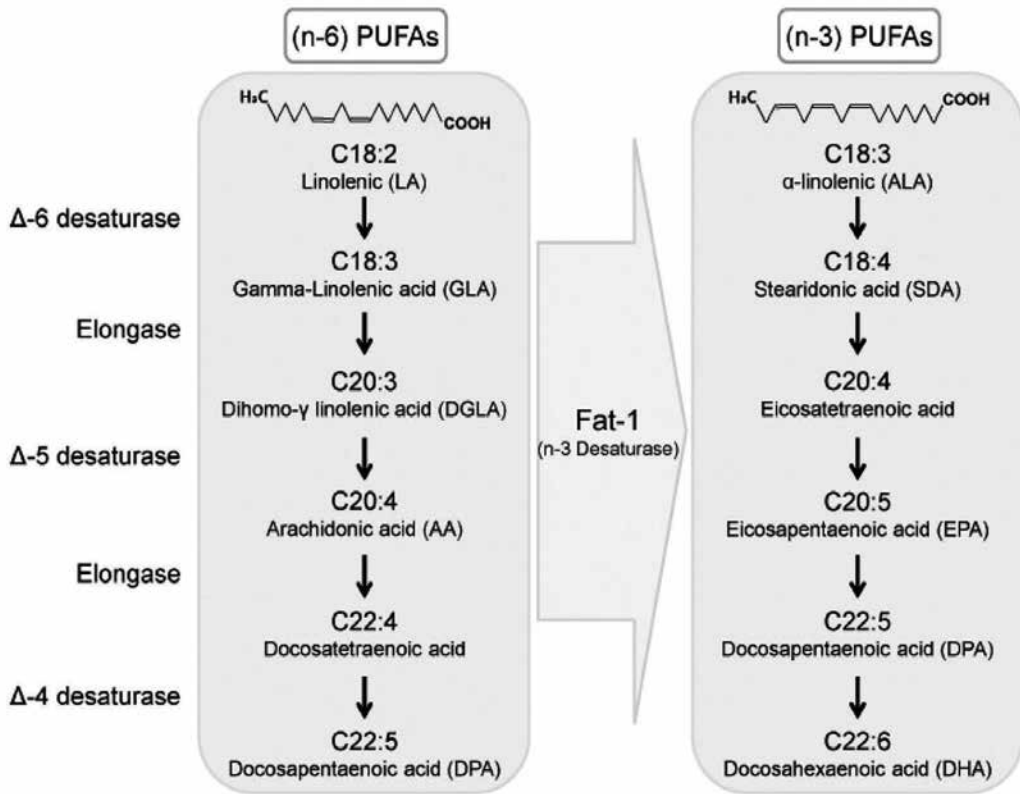 (n-6) PUFAs
H₃C
COOH
C18:2
Linolenic (LA)
C18:3
Gamma-Linolenic acid (GLA)
C20:3
Dihomo-γ linolenic acid (DGLA)
C20:4
Arachidonic acid (AA)
C22:4
Docosatetraenoic acid
C22:5
Docosapentaenoic acid (DPA)
Δ-6 desaturase
Elongase
Δ-5 desaturase
Elongase
Δ-4 desaturase
Fat-1
(n-3 Desaturase)
(n-3) PUFAs
H₃C
COOH
C18:3
α-linolenic (ALA)
C18:4
Stearidonic acid (SDA)
C20:4
Eicosatetraenoic acid
C20:5
Eicosapentaenoic acid (EPA)
C22:5
Docosapentaenoic acid (DPA)
C22:6
Docosahexaenoic acid (DHA)